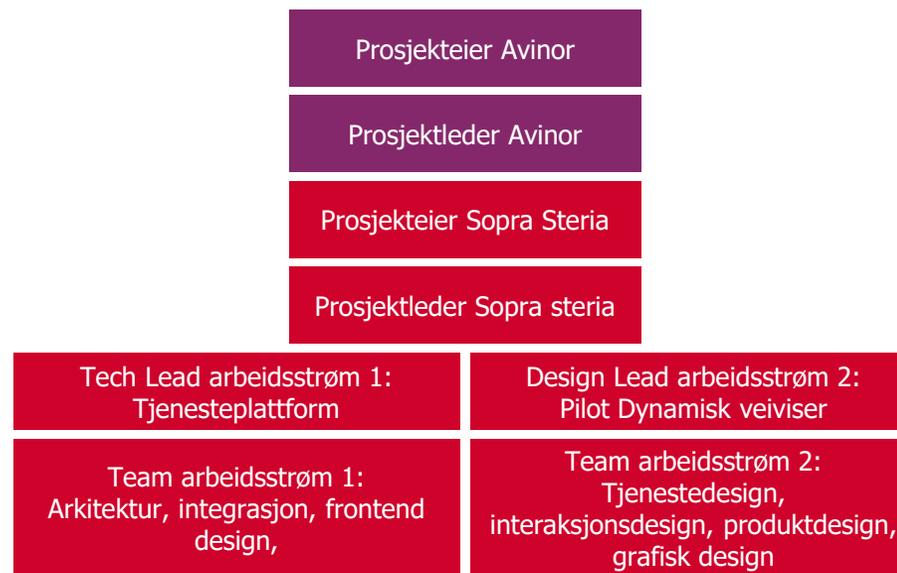 Prosjekteier Avinor
Prosjektleder Avinor
Prosjekteier Sopra Steria
Prosjektleder Sopra steria
Tech Lead arbeidsstrøm 1:
Tjenesteplattform
Design Lead arbeidsstrøm 2:
Pilot Dynamisk veiviser
Team arbeidsstrøm 1:
Arkitektur, integrasjon, frontend
design,
Team arbeidsstrøm 2:
Tjenestedesign,
interaksjonsdesign, produktdesign,
grafisk design